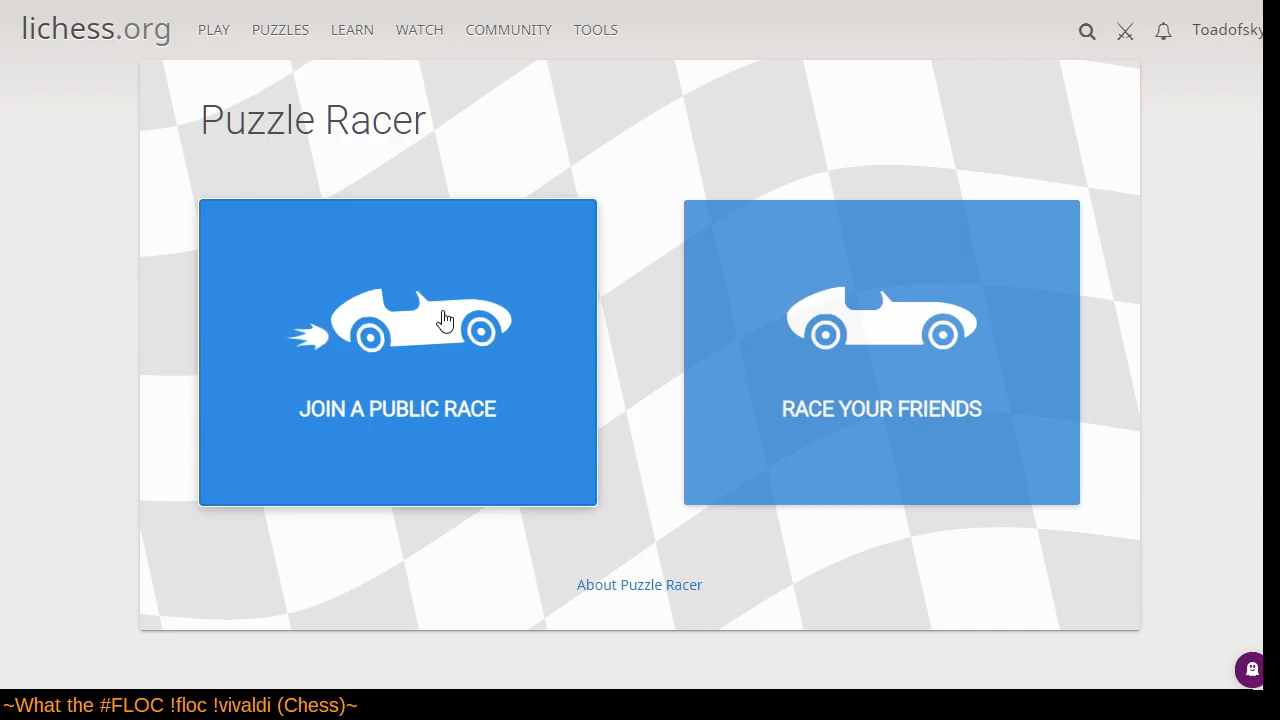 lichess.org PLAY PUZZLES LEARN WATCH COMMUNITY TOOLS Toadofsky
Puzzle Racer
JOIN A PUBLIC RACE RACE YOUR FRIENDS
About Puzzle Racer
~What the #FLOC !floc !vivaldi (Chess)~